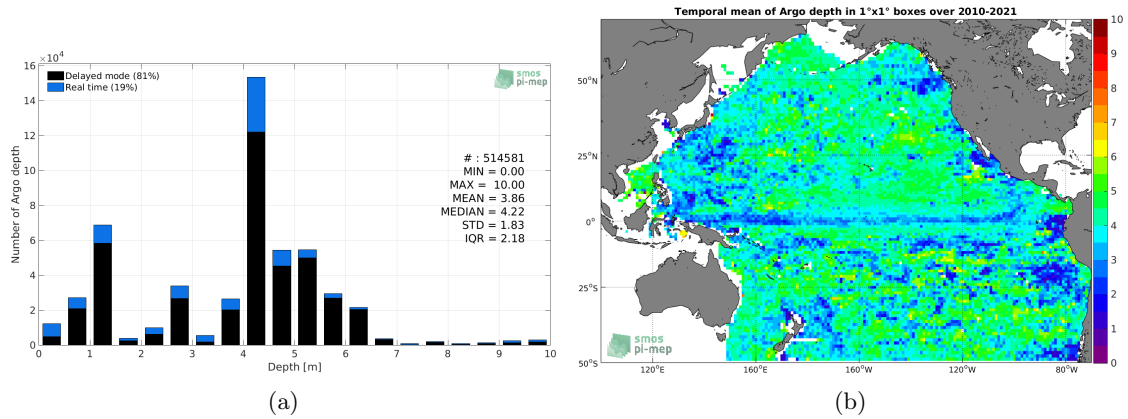 ×10⁴
16
14
12
10
8
6
4
2
0
Number of Argo depth
Delayed mode (81%)
Real time (19%)
smos
pi-mep
# : 514581
MIN = 0.00
MAX = 10.00
MEAN = 3.86
MEDIAN = 4.22
STD = 1.83
IQR = 2.18
0 1 2 3 4 5 6 7 8 9 10
Depth [m]
(a)
Temporal mean of Argo depth in 1°x1° boxes over 2010-2021
50°N
25°N
0°
25°S
50°S
120°E 160°E 160°W 120°W 80°W
smos
pi-mep
10
9
8
7
6
5
4
3
2
1
0
(b)